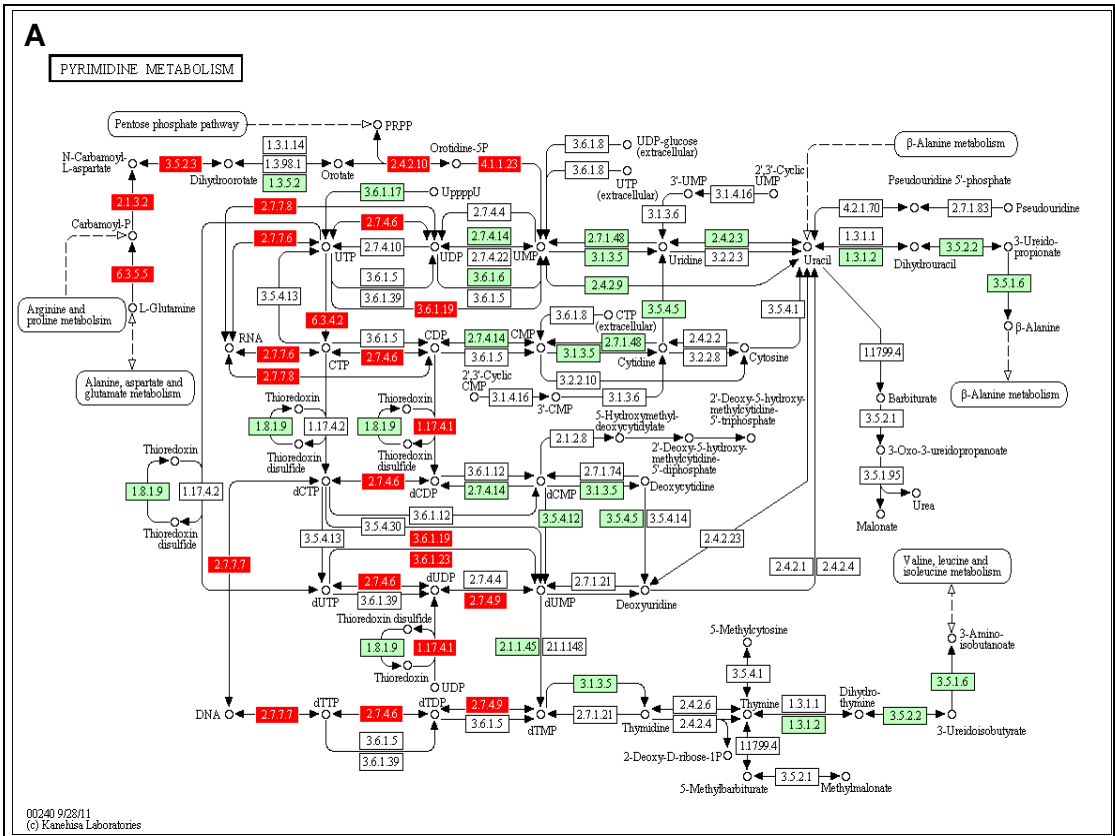 A
PYRIMIDINE METABOLISM
Pentose phosphate pathway
PRPP
N-Carbamoyl-
L-aspartate
3.5.2.3
Dihydroorotate
1.3.1.14
1.3.98.1
1.3.5.2
Orotate
2.4.2.10
Orotidine-5P
4.1.1.23
3.6.1.8
UDP-glucose
(extracellular)
3.6.1.8
UTP
(extracellular)
3'-UMP
3.1.4.16
2',3'-Cyclic
UMP
3.1.3.6
β-Alanine metabolism
Pseudouridine 5'-phosphate
4.2.1.70
2.7.1.83
Pseudouridine
2.1.3.2
Carbamoyl-P
6.3.5.5
L-Glutamine
Arginine and
proline metabolsim
Alanine, aspartate and
glutamate metabolism
3.6.1.17
UppppU
2.7.7.8
2.7.4.6
2.7.7.6
UTP
2.7.4.10
UDP
2.7.4.4
2.7.4.14
2.7.4.22
UMP
3.6.1.5
3.6.1.39
3.6.1.6
3.6.1.5
3.6.1.19
2.7.1.48
3.1.3.5
Uridine
2.4.2.3
3.2.2.3
2.4.2.9
Uracil
1.3.1.1
1.3.1.2
Dihydrouracil
3.5.2.2
3-Ureido-
propionate
3.5.1.6
β-Alanine
β-Alanine metabolism
3.5.4.13
6.3.4.2
3.5.4.5
3.5.4.1
RNA
2.7.7.6
2.7.7.8
CTP
3.6.1.5
2.7.4.6
CDP
2.7.4.14
3.6.1.5
CMP
3.6.1.8
CTP
(extracellular)
2.7.1.48
3.1.3.5
Cytidine
2.4.2.2
3.2.2.8
Cytosine
3.2.2.10
2',3'-Cyclic
CMP
3.1.4.16
3'-CMP
3.1.3.6
1.1.799.4
Barbiturate
3.5.2.1
3-Oxo-3-ureidopropanoate
3.5.1.95
Urea
Malonate
Thioredoxin
1.8.1.9
1.17.4.2
Thioredoxin
disulfide
Thioredoxin
1.8.1.9
1.17.4.1
Thioredoxin
disulfide
5-Hydroxymethyl-
deoxycytidylate
2.1.2.8
2'-Deoxy-5-hydroxy-
methylcytidine-
5'-triphosphate
2'-Deoxy-5-hydroxy-
methylcytidine-
5'-diphosphate
Thioredoxin
1.8.1.9
1.17.4.2
Thioredoxin
disulfide
dCTP
2.7.4.6
dCDP
3.6.1.12
2.7.4.14
dCMP
2.7.1.74
3.1.3.5
Deoxycytidine
3.6.1.12
3.5.4.30
3.5.4.13
3.5.4.12
3.5.4.5
3.5.4.14
3.6.1.19
3.6.1.23
2.4.2.23
2.4.2.1
2.4.2.4
2.7.7.7
dUTP
2.7.4.6
3.6.1.39
dUDP
2.7.4.4
2.7.4.9
dUMP
2.7.1.21
Deoxyuridine
Valine, leucine and
isoleucine metabolism
Thioredoxin disulfide
1.8.1.9
1.17.4.1
Thioredoxin
UDP
2.1.1.45
2.1.1.148
5-Methylcytosine
3.5.4.1
3-Amino-
isobutanoate
3.5.1.6
DNA
2.7.7.7
dTTP
2.7.4.6
dTDP
2.7.4.9
3.6.1.5
dTMP
3.1.3.5
2.7.1.21
Thymidine
2.4.2.6
2.4.2.4
Thymine
1.3.1.1
1.3.1.2
Dihydro-
thymine
3.5.2.2
3-Ureidoisobutyrate
3.6.1.5
3.6.1.39
2-Deoxy-D-ribose-1P
1.1.799.4
5-Methylbarbiturate
3.5.2.1
Methylmalonate
00240 9/28/11
(c) Kanehisa Laboratories